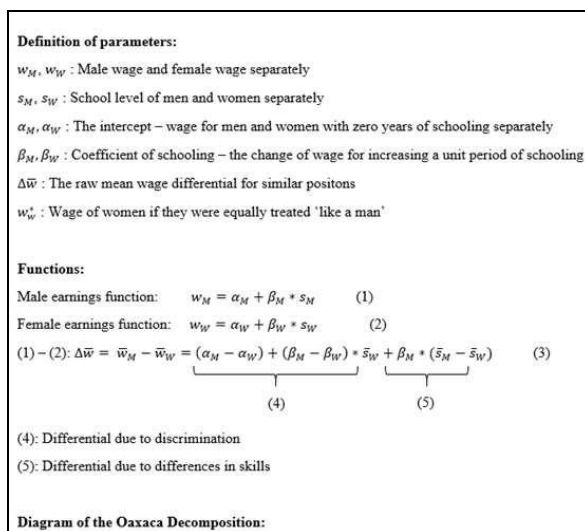 Definition of parameters:
w_M, w_W : Male wage and female wage separately
s_M, s_W : School level of men and women separately
α_M, α_W : The intercept – wage for men and women with zero years of schooling separately
β_M, β_W : Coefficient of schooling – the change of wage for increasing a unit period of schooling
Δw̅ : The raw mean wage differential for similar positons
w_w^* : Wage of women if they were equally treated 'like a man'
Functions:
Male earnings function: w_M = α_M + β_M * s_M (1)
Female earnings function: w_W = α_W + β_W * s_W (2)
(1) – (2): Δw̅ = w̅_M − w̅_W = (α_M − α_W) + (β_M − β_W) * s̅_W + β_M * (s̅_M − s̅_W) (3)
(4) (5)
(4): Differential due to discrimination
(5): Differential due to differences in skills
Diagram of the Oaxaca Decomposition: